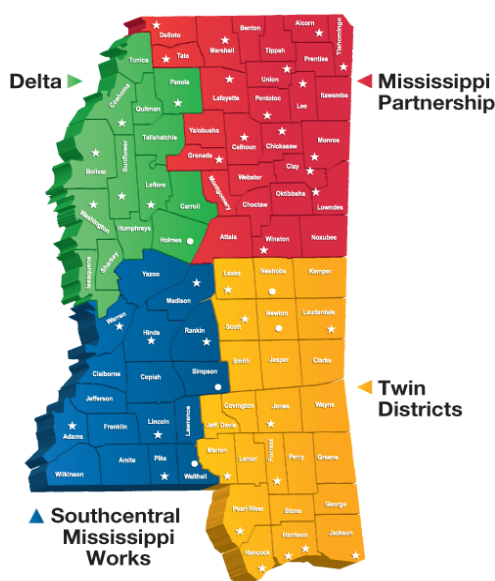 DeSoto
Marshall
Benton
Tippah
Alcorn
Tishomingo
Prentiss
Tunica
Tate
Union
Delta
Coahoma
Panola
Lafayette
Pontotoc
Lee
Itawamba
Mississippi
Partnership
Quitman
Yalobusha
Calhoun
Chickasaw
Monroe
Tallahatchie
Bolivar
Sunflower
Grenada
Clay
Webster
Leflore
Montgomery
Oktibbeha
Choctaw
Lowndes
Washington
Carroll
Humphreys
Holmes
Attala
Winston
Noxubee
Issaquena
Sharkey
Yazoo
Leake
Neshoba
Kemper
Madison
Warren
Hinds
Rankin
Scott
Newton
Lauderdale
Claiborne
Copiah
Simpson
Smith
Jasper
Clarke
Jefferson
Twin
Districts
Adams
Franklin
Lincoln
Lawrence
Covington
Jeff. Davis
Jones
Wayne
Wilkinson
Amite
Pike
Walthall
Marion
Lamar
Forrest
Perry
Greene
Southcentral
Mississippi
Works
Pearl River
Stone
George
Hancock
Harrison
Jackson